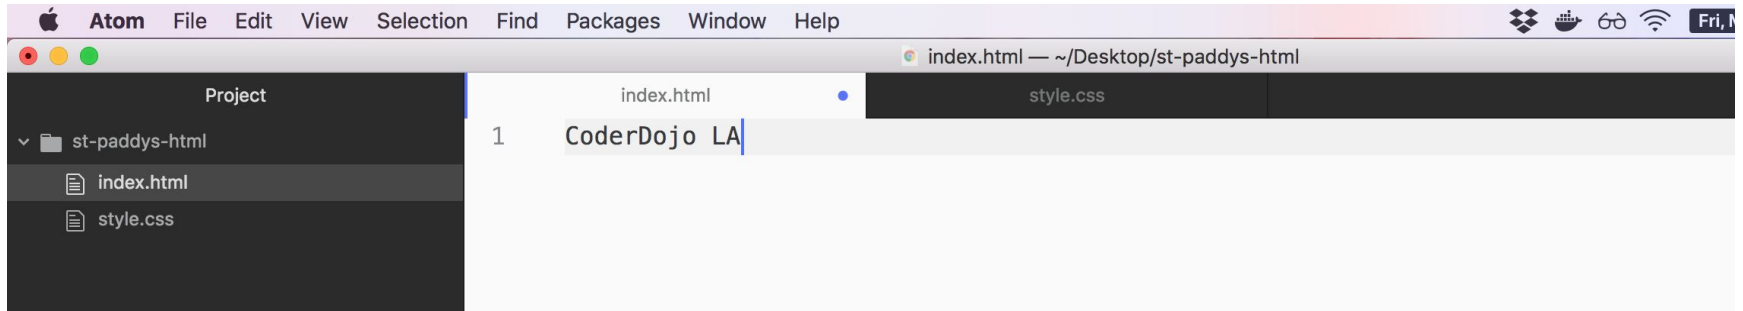 Atom File Edit View Selection Find Packages Window Help Fri,
index.html — ~/Desktop/st-paddys-html
Project
index.html
style.css
st-paddys-html
index.html
style.css
1 CoderDojo LA